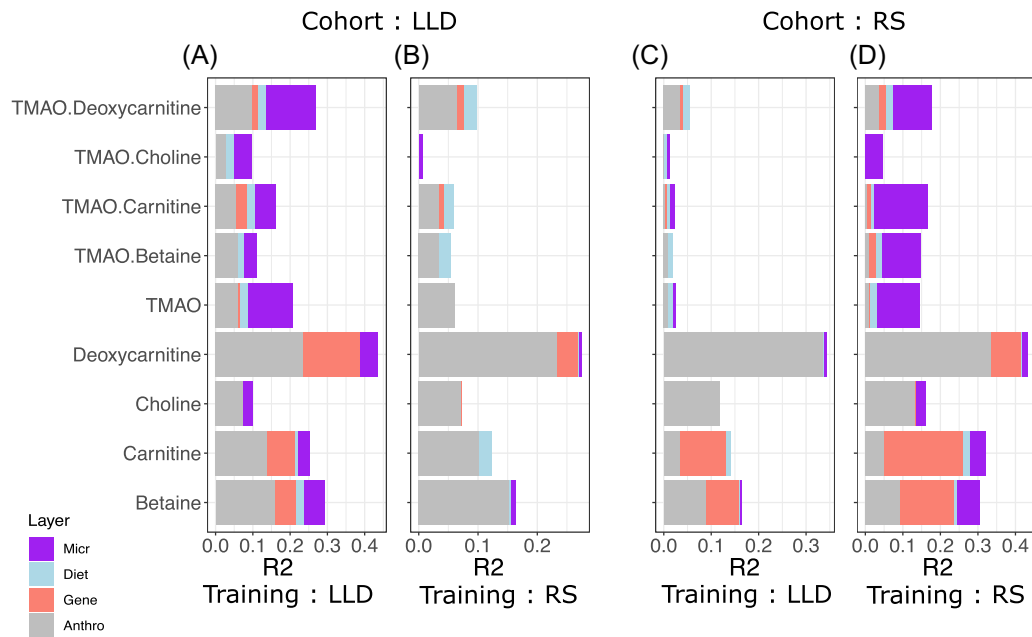 Cohort : LLD
Cohort : RS
(A)
(B)
(C)
(D)
TMAO.Deoxycarnitine
TMAO.Choline
TMAO.Carnitine
TMAO.Betaine
TMAO
Deoxycarnitine
Choline
Carnitine
Betaine
0.0 0.1 0.2 0.3 0.4
0.0 0.1 0.2
0.0 0.1 0.2 0.3
0.0 0.1 0.2 0.3 0.4
R2
R2
R2
R2
Training : LLD
Training : RS
Training : LLD
Training : RS
Layer
Micr
Diet
Gene
Anthro